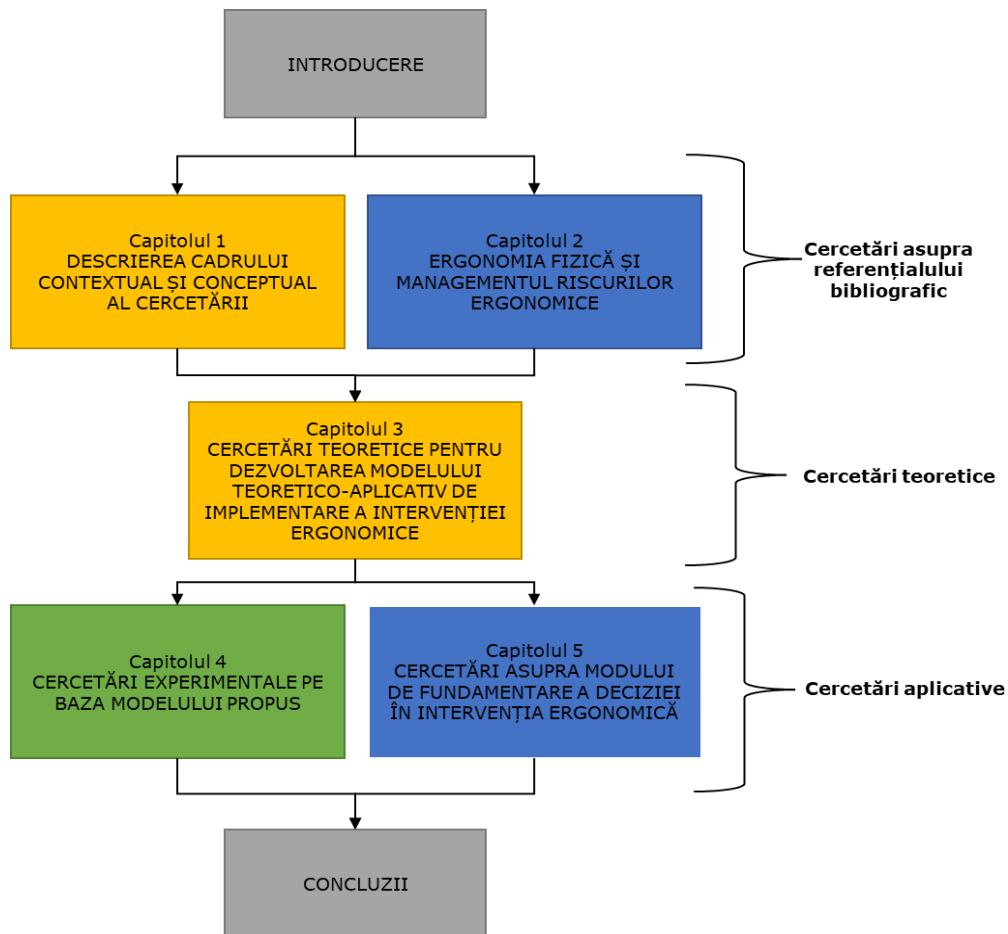 INTRODUCERE
Capitolul 1
DESCRIEREA CADRULUI
CONTEXTUAL ȘI CONCEPTUAL
AL CERCETĂRII
Capitolul 2
ERGONOMIA FIZICĂ ȘI
MANAGEMENTUL RISCURILOR
ERGONOMICE
Cercetări asupra
referențialului
bibliografic
Capitolul 3
CERCETĂRI TEORETICE PENTRU
DEZVOLTAREA MODELULUI
TEORETICO-APLICATIV DE
IMPLEMENTARE A INTERVENȚIEI
ERGONOMICE
Cercetări teoretice
Capitolul 4
CERCETĂRI EXPERIMENTALE PE
BAZA MODELULUI PROPUS
Capitolul 5
CERCETĂRI ASUPRA MODULUI
DE FUNDAMENTARE A DECIZIEI
ÎN INTERVENȚIA ERGONOMICĂ
Cercetări aplicative
CONCLUZII